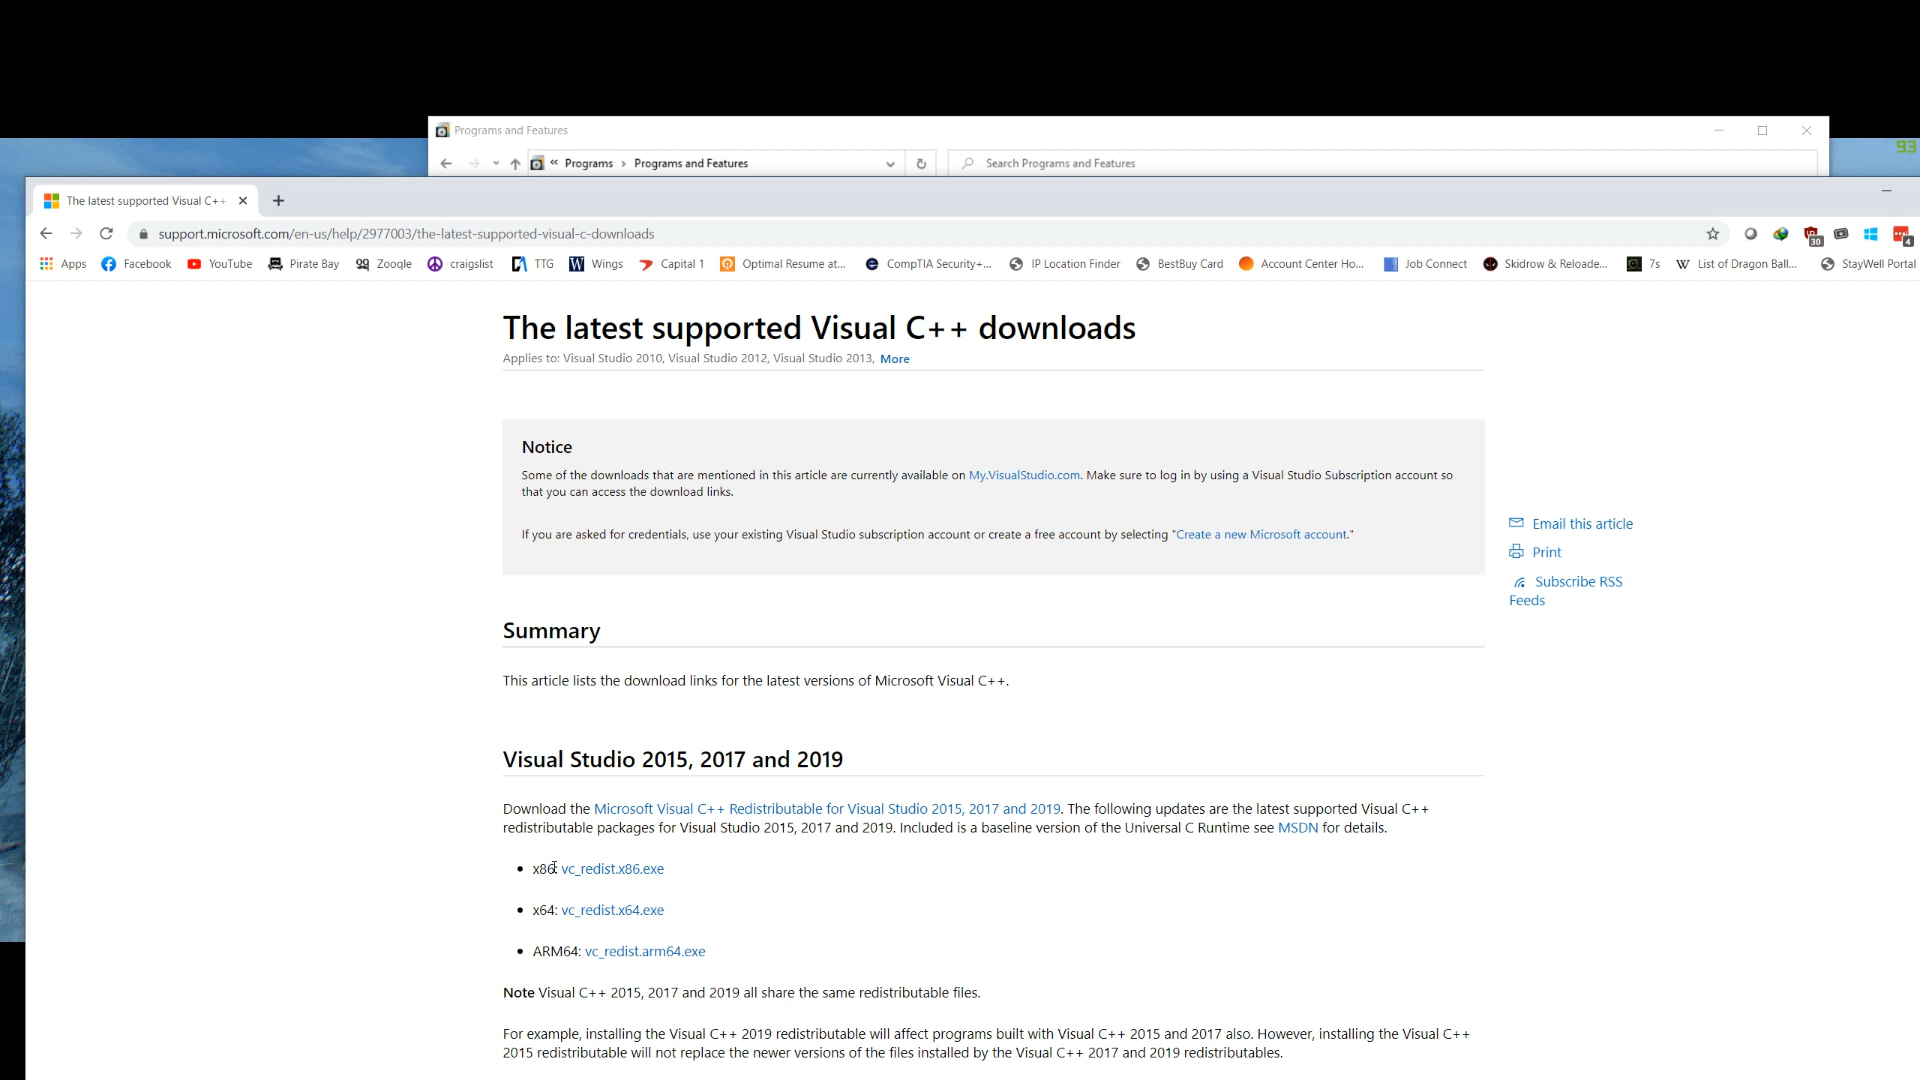 Programs and Features
« Programs › Programs and Features
Search Programs and Features
93
The latest supported Visual C++
support.microsoft.com/en-us/help/2977003/the-latest-supported-visual-c-downloads
30
4
Apps Facebook YouTube Pirate Bay Zooqle craigslist TTG Wings Capital 1 Optimal Resume at... CompTIA Security+... IP Location Finder BestBuy Card Account Center Ho... Job Connect Skidrow & Reloade... 7s List of Dragon Ball... StayWell Portal
The latest supported Visual C++ downloads
Applies to: Visual Studio 2010, Visual Studio 2012, Visual Studio 2013, More
Notice
Some of the downloads that are mentioned in this article are currently available on My.VisualStudio.com. Make sure to log in by using a Visual Studio Subscription account so
that you can access the download links.
If you are asked for credentials, use your existing Visual Studio subscription account or create a free account by selecting "Create a new Microsoft account."
Email this article
Print
Subscribe RSS
Feeds
Summary
This article lists the download links for the latest versions of Microsoft Visual C++.
Visual Studio 2015, 2017 and 2019
Download the Microsoft Visual C++ Redistributable for Visual Studio 2015, 2017 and 2019. The following updates are the latest supported Visual C++
redistributable packages for Visual Studio 2015, 2017 and 2019. Included is a baseline version of the Universal C Runtime see MSDN for details.
• x86: vc_redist.x86.exe
• x64: vc_redist.x64.exe
• ARM64: vc_redist.arm64.exe
Note Visual C++ 2015, 2017 and 2019 all share the same redistributable files.
For example, installing the Visual C++ 2019 redistributable will affect programs built with Visual C++ 2015 and 2017 also. However, installing the Visual C++
2015 redistributable will not replace the newer versions of the files installed by the Visual C++ 2017 and 2019 redistributables.